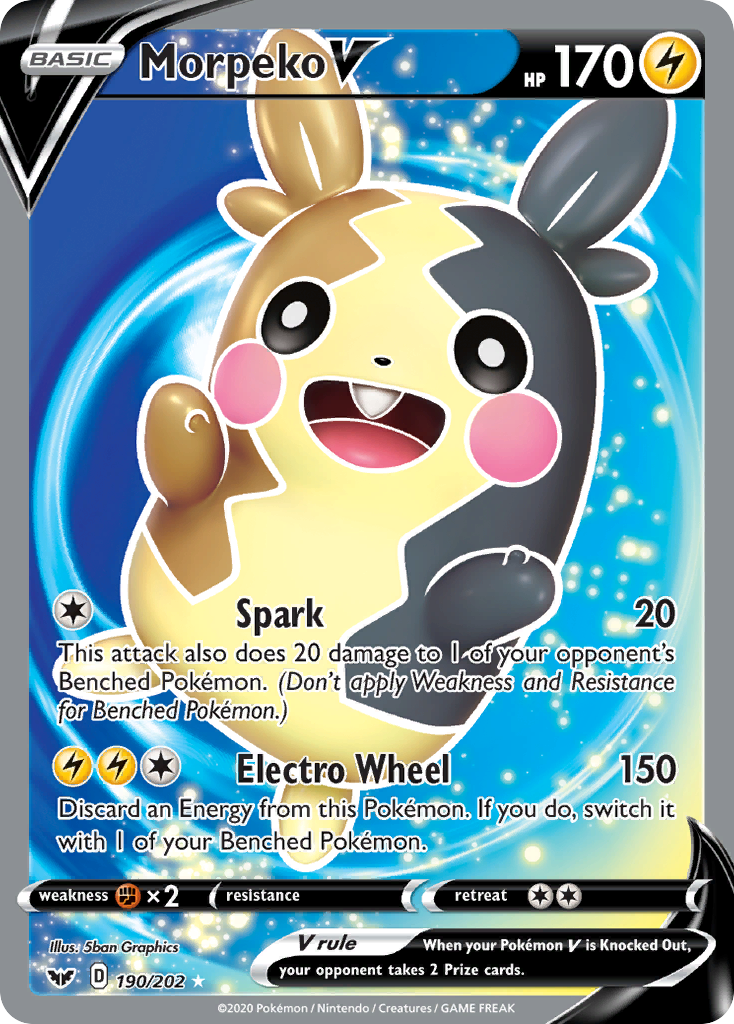 BASIC Morpeko V HP 170
Spark 20
This attack also does 20 damage to 1 of your opponent's
Benched Pokémon. (Don't apply Weakness and Resistance
for Benched Pokémon.)
Electro Wheel 150
Discard an Energy from this Pokémon. If you do, switch it
with 1 of your Benched Pokémon.
weakness ×2 resistance retreat
Illus. 5ban Graphics
V rule When your Pokémon V is Knocked Out,
your opponent takes 2 Prize cards.
D 190/202
©2020 Pokémon / Nintendo / Creatures / GAME FREAK